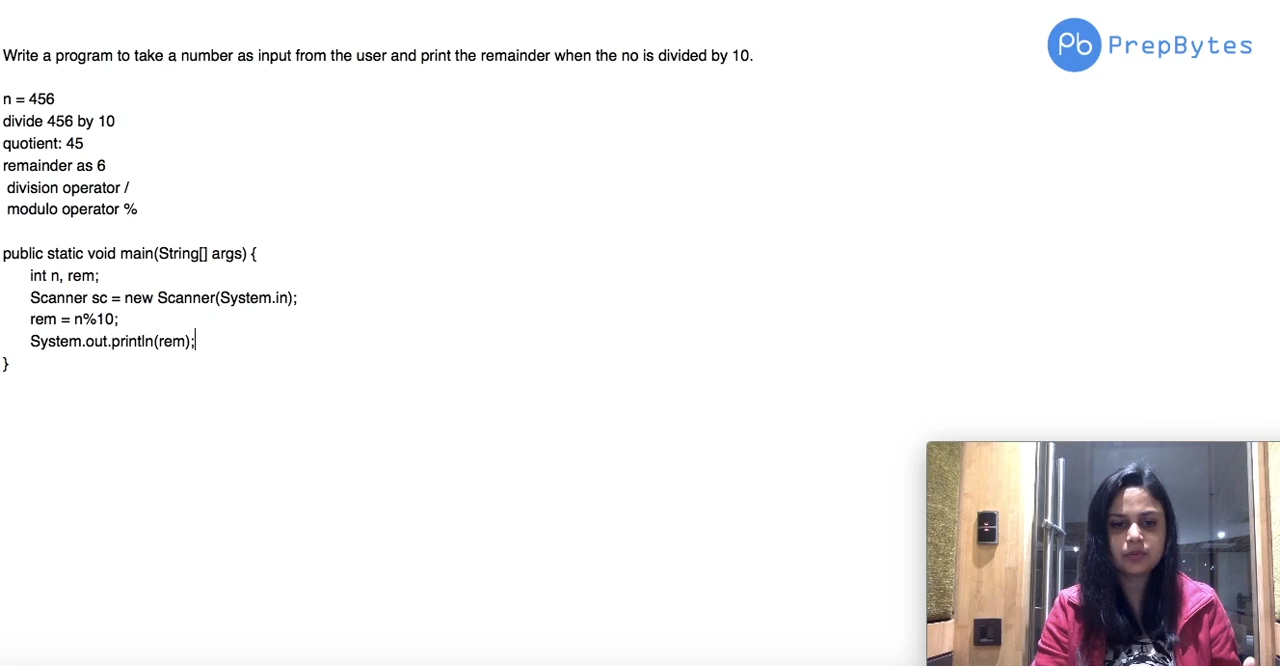 Pb PrepBytes
Write a program to take a number as input from the user and print the remainder when the no is divided by 10.
n = 456
divide 456 by 10
quotient: 45
remainder as 6
division operator /
modulo operator %
public static void main(String[] args) {
int n, rem;
Scanner sc = new Scanner(System.in);
rem = n%10;
System.out.println(rem);
}